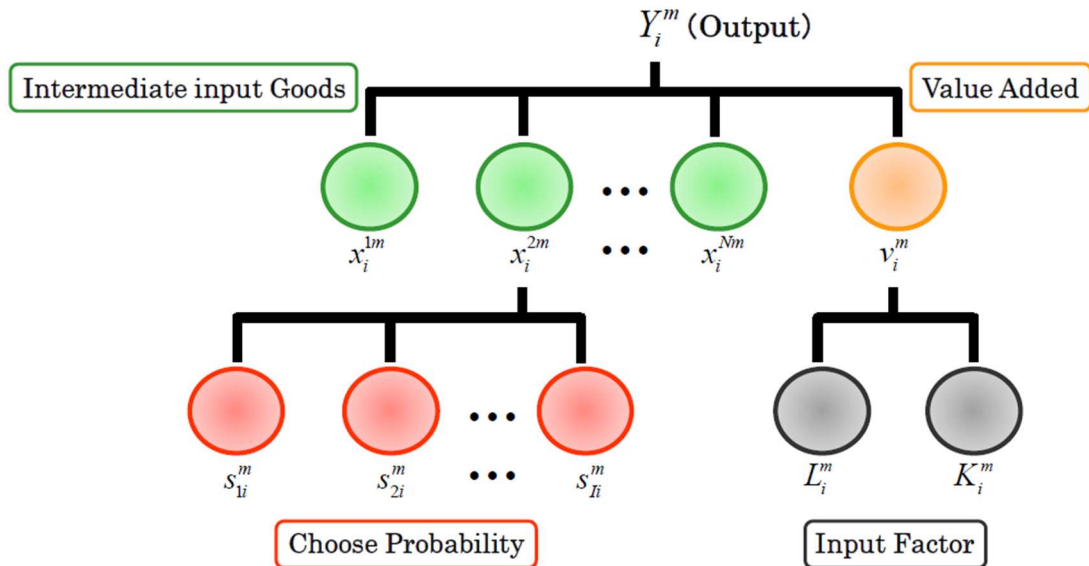 Y_i^m (Output)
Intermediate input Goods
Value Added
••• 
x_i^{1m} x_i^{2m} ••• x_i^{Nm} v_i^m
•••
s_{1i}^m s_{2i}^m ••• s_{Ii}^m L_i^m K_i^m
Choose Probability
Input Factor